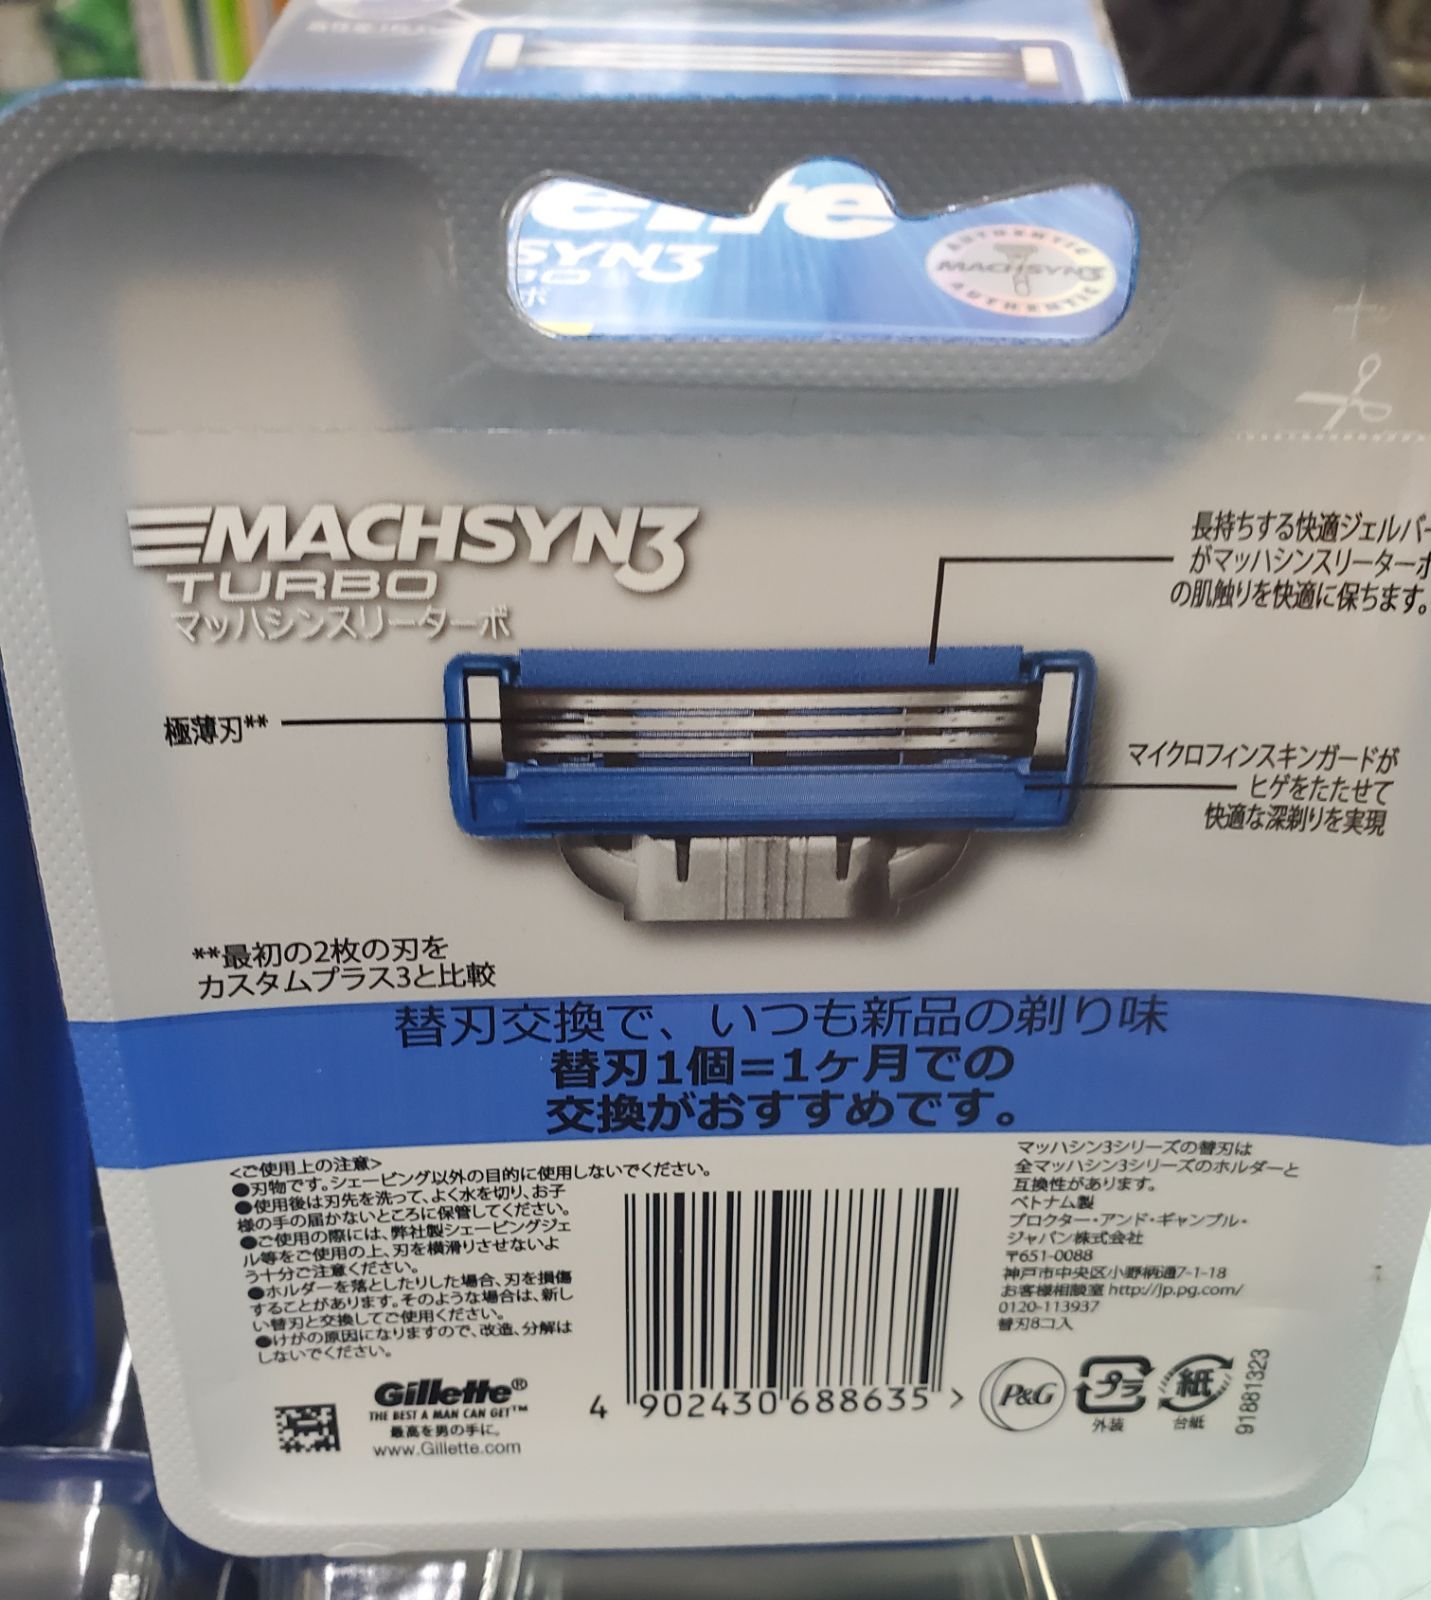 elle
SYN3
ボ
AUTHENTIC
MACHSYN3
AUTHENTIC
MACHSYN3
TURBO
マッハシンスリーターボ
長持ちする快適ジェルバー
がマッハシンスリーターボ
の肌触りを快適に保ちます。
極薄刃**
マイクロフィンスキンガードが
ヒゲをたたせて
快適な深剃りを実現
**最初の2枚の刃を
カスタムプラス3と比較
替刃交換で、いつも新品の剃り味
替刃1個=1ヶ月での
交換がおすすめです。
<ご使用上の注意>
●刃物です。シェービング以外の目的に使用しないでください。
●使用後は刃先を洗って、よく水を切り、お子
様の手の届かないところに保管してください。
●ご使用の際には、弊社製シェービングジェ
ル等をご使用の上、刃を横滑りさせないよ
う十分ご注意ください。
●ホルダーを落としたりした場合、刃を損傷
することがあります。そのような場合は、新し
い替刃と交換してご使用ください。
●けがの原因になりますので、改造、分解は
しないでください。
マッハシン3シリーズの替刃は
全マッハシン3シリーズのホルダーと
互換性があります。
ベトナム製
プロクター・アンド・ギャンブル・
ジャパン株式会社
〒651-0088
神戸市中央区小野柄通7-1-18
お客様相談室 http://jp.pg.com/
0120-113937
替刃8コ入
Gillette®
THE BEST A MAN CAN GET™
最高を男の手に。
www.Gillette.com
4 902430 688635 >
P&G
プラ
外装
紙
台紙
91881323